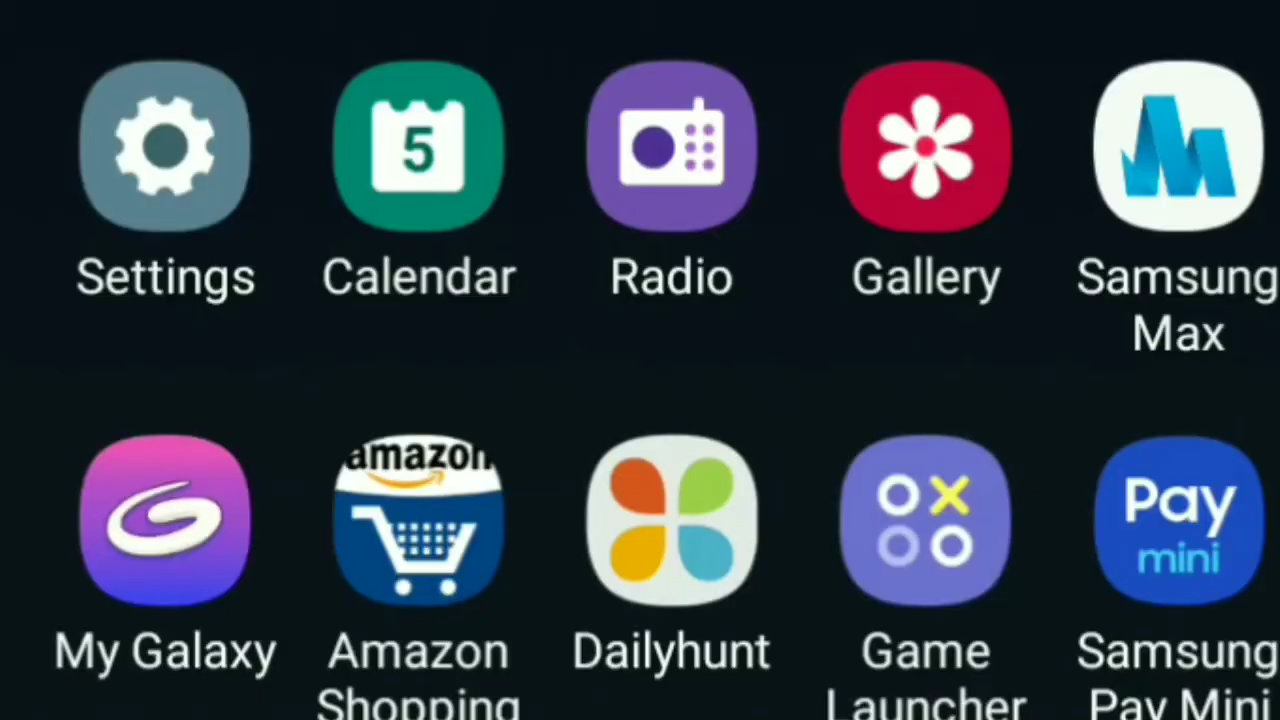 5
Settings
Calendar
Radio
Gallery
Samsung
Max
amazon
Pay
mini
My Galaxy
Amazon
Shopping
Dailyhunt
Game
Launcher
Samsung
Pay Mini